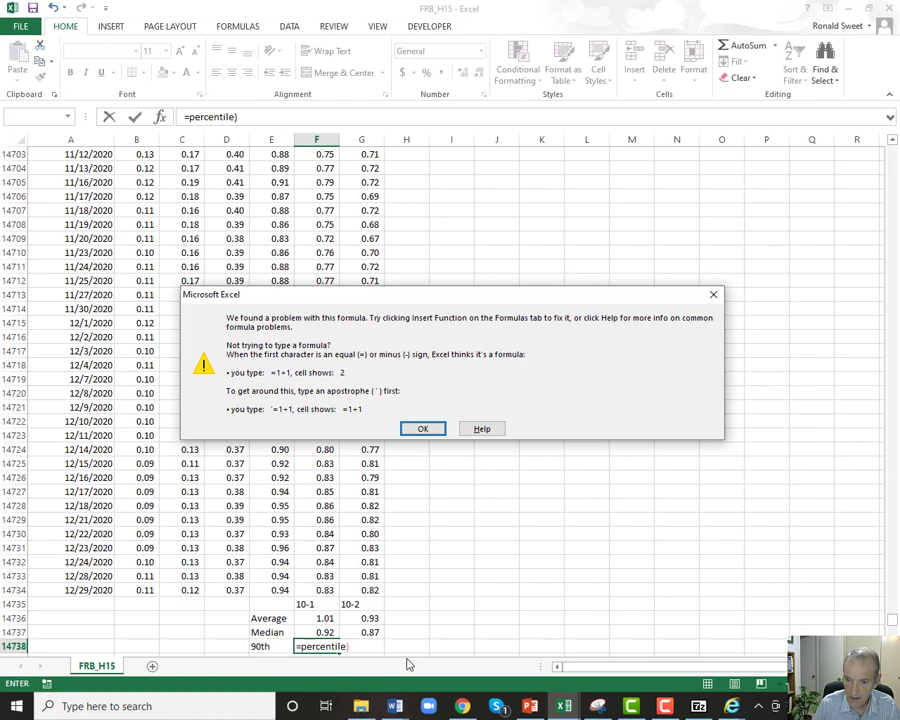 FRB_H15 - Excel
FILE HOME INSERT PAGE LAYOUT FORMULAS DATA REVIEW VIEW DEVELOPER Ronald Sweet
Paste 11 Wrap Text General Conditional Formatting Format as Table Cell Styles Insert Delete Format AutoSum Fill Clear Sort & Filter Find & Select
B I U Merge & Center $ % ,
Clipboard Font Alignment Number Styles Cells Editing
=percentile)
A B C D E F G H I J K L M N O P Q R
14703 11/12/2020 0.13 0.17 0.40 0.88 0.75 0.71
14704 11/13/2020 0.12 0.17 0.41 0.89 0.77 0.72
14705 11/16/2020 0.12 0.19 0.41 0.91 0.79 0.72
14706 11/17/2020 0.12 0.18 0.39 0.87 0.75 0.69
14707 11/18/2020 0.11 0.16 0.40 0.88 0.77 0.72
14708 11/19/2020 0.11 0.18 0.39 0.86 0.75 0.68
14709 11/20/2020 0.11 0.16 0.38 0.83 0.72 0.67
14710 11/23/2020 0.10 0.16 0.39 0.86 0.76 0.70
14711 11/24/2020 0.11 0.16 0.39 0.88 0.77 0.72
14712 11/25/2020 0.11 0.17 0.39 0.88 0.77 0.71
14713 11/27/2020 0.11
14714 11/30/2020 0.11
14715 12/1/2020 0.12
14716 12/2/2020 0.11
14717 12/3/2020 0.10
14718 12/4/2020 0.10
14719 12/7/2020 0.10
14720 12/8/2020 0.10
14721 12/9/2020 0.10
14722 12/10/2020 0.10
14723 12/11/2020 0.10
Microsoft Excel
We found a problem with this formula. Try clicking Insert Function on the Formulas tab to fix it, or click Help for more info on common
formula problems.
Not trying to type a formula?
When the first character is an equal (=) or minus (-) sign, Excel thinks it´s a formula:
• you type: =1+1, cell shows: 2
To get around this, type an apostrophe ( ´ ) first:
• you type: ´=1+1, cell shows: =1+1
OK Help
14724 12/14/2020 0.10 0.13 0.37 0.90 0.80 0.77
14725 12/15/2020 0.09 0.11 0.37 0.92 0.83 0.81
14726 12/16/2020 0.09 0.13 0.37 0.92 0.83 0.79
14727 12/17/2020 0.09 0.13 0.38 0.94 0.85 0.81
14728 12/18/2020 0.09 0.13 0.39 0.95 0.86 0.82
14729 12/21/2020 0.09 0.13 0.39 0.95 0.86 0.82
14730 12/22/2020 0.09 0.13 0.38 0.93 0.84 0.80
14731 12/23/2020 0.09 0.13 0.38 0.96 0.87 0.83
14732 12/24/2020 0.10 0.13 0.37 0.94 0.84 0.81
14733 12/28/2020 0.11 0.13 0.38 0.94 0.83 0.81
14734 12/29/2020 0.11 0.12 0.37 0.94 0.83 0.82
14735 10-1 10-2
14736 Average 1.01 0.93
14737 Median 0.92 0.87
14738 90th =percentile)
FRB_H15
ENTER
Type here to search